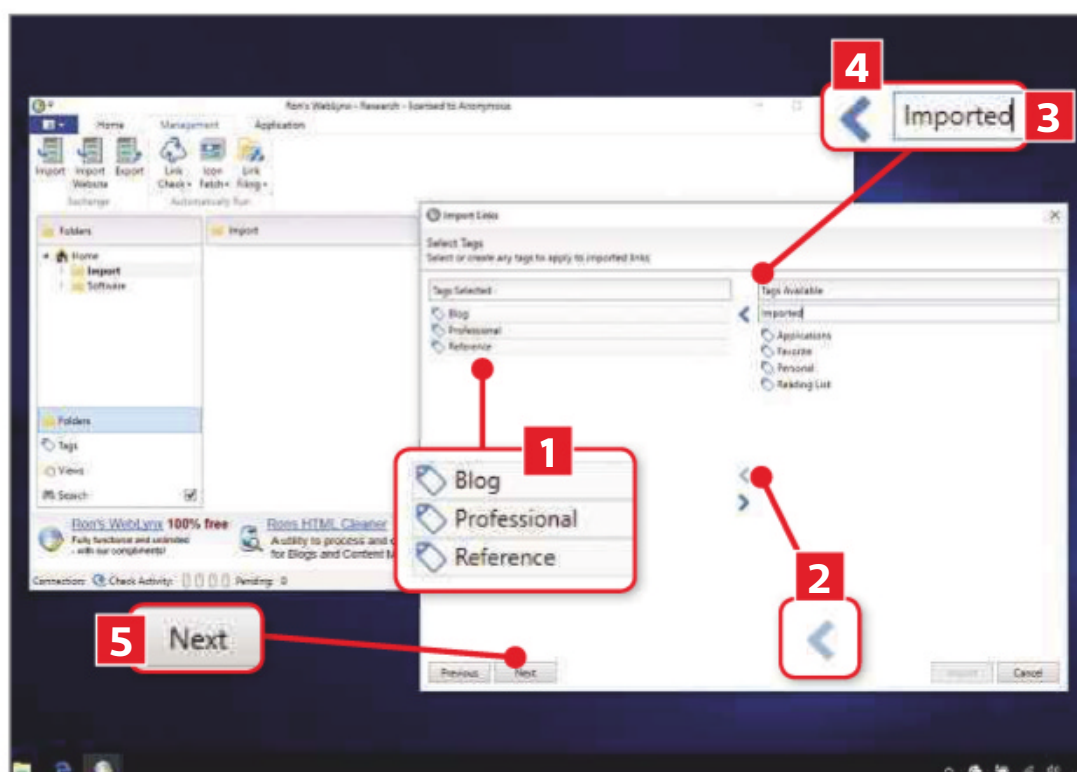 4
Imported
3
Ron's WebLynx - Research - licensed to Anonymous
Home Management Application
Import Import Website Export Link Check Icon Fetch Link Filing
Exchange Automatically Run
Folders
Import
Home
Import
Software
Folders
Tags
Views
Search
Ron's WebLynx 100% free
Fully functional and unlimited
- with our compliments!
Rons HTML Cleaner
A utility to process and c
for Blogs and Content M
Connection: Check Activity: Pending: 0
Import Links
Select Tags
Select or create any tags to apply to imported links
Tags Selected
Blog
Professional
Reference
Tags Available
Imported
Applications
Favorite
Personal
Reading List
1
Blog
Professional
Reference
2
5
Next
Previous Next Import Cancel